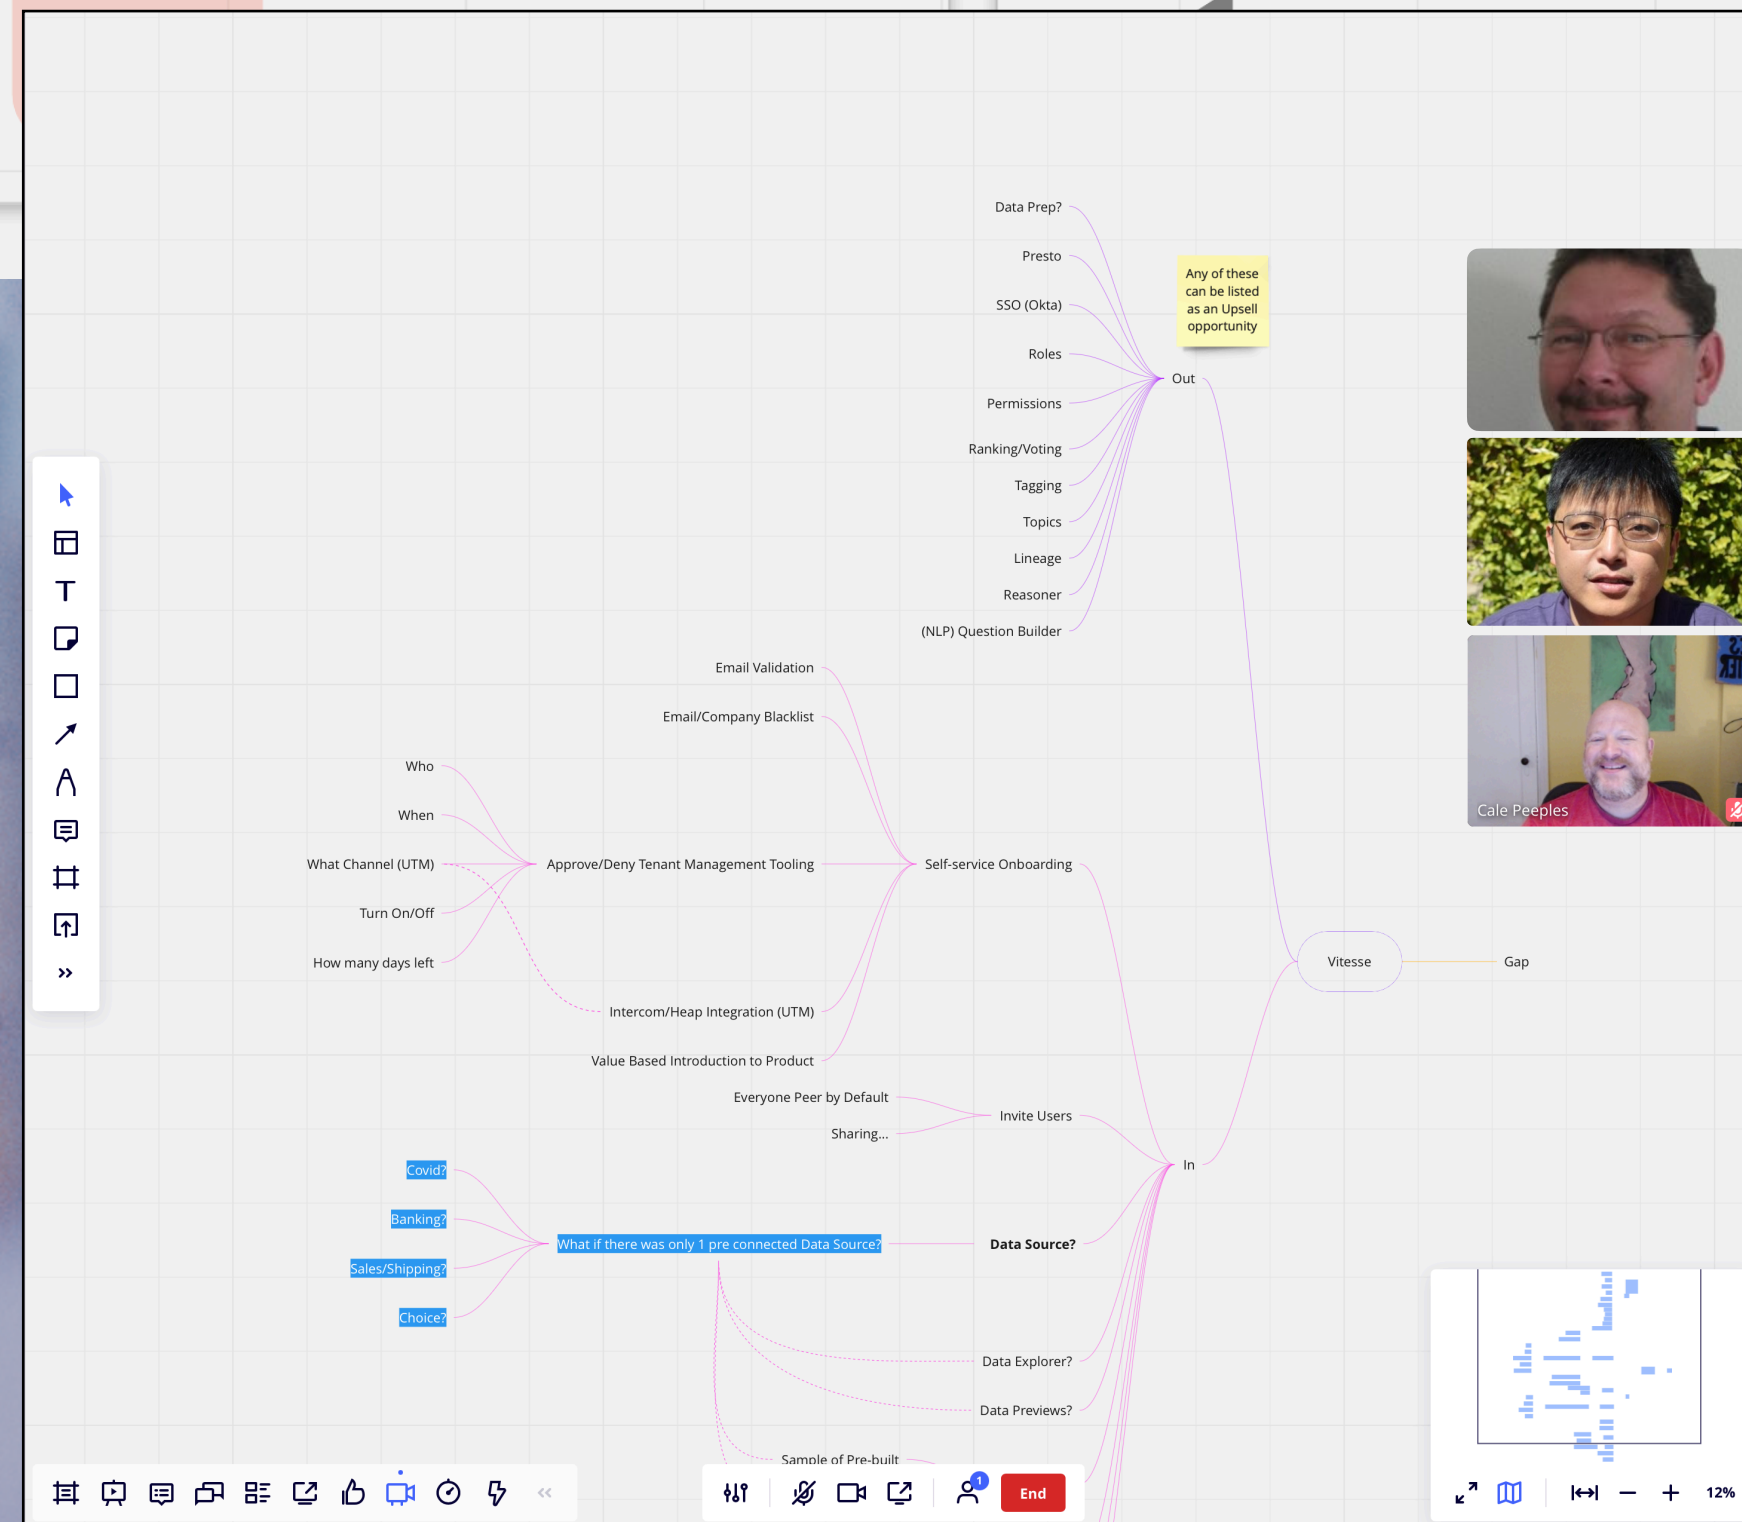 Data Prep?
Presto
SSO (Okta)
Roles
Permissions
Ranking/Voting
Tagging
Topics
Lineage
Reasoner
(NLP) Question Builder
Any of these
can be listed
as an Upsell
opportunity
Out
Email Validation
Email/Company Blacklist
Who
When
What Channel (UTM)
Turn On/Off
How many days left
Approve/Deny Tenant Management Tooling
Self-service Onboarding
Intercom/Heap Integration (UTM)
Value Based Introduction to Product
Vitesse
Gap
Everyone Peer by Default
Sharing...
Invite Users
In
Covid?
Banking?
Sales/Shipping?
Choice?
What if there was only 1 pre connected Data Source?
Data Source?
Data Explorer?
Data Previews?
Sample of Pre-built
Cale Peeples
1
End
12%